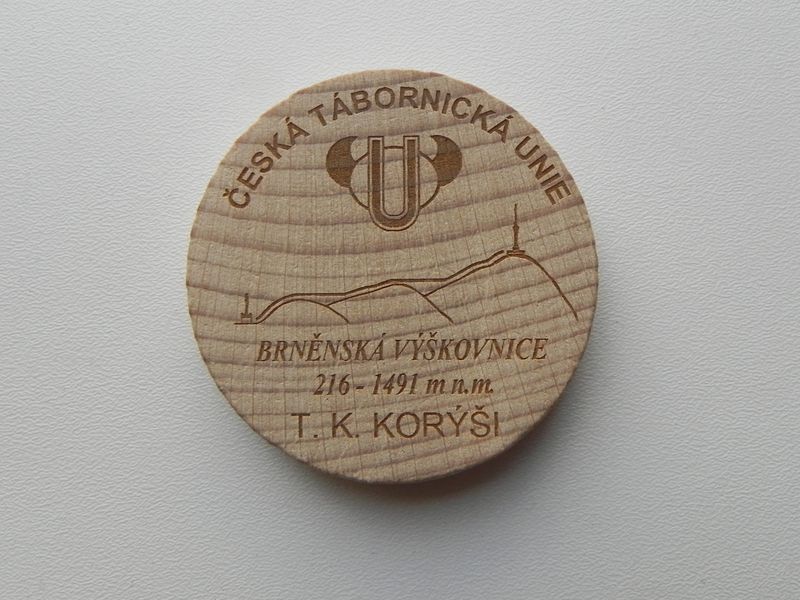 ČESKÁ TÁBORNICKÁ UNIE
U
BRNĚNSKÁ VÝŠKOVNICE
216 - 1491 m n.m.
T. K. KORÝŠI